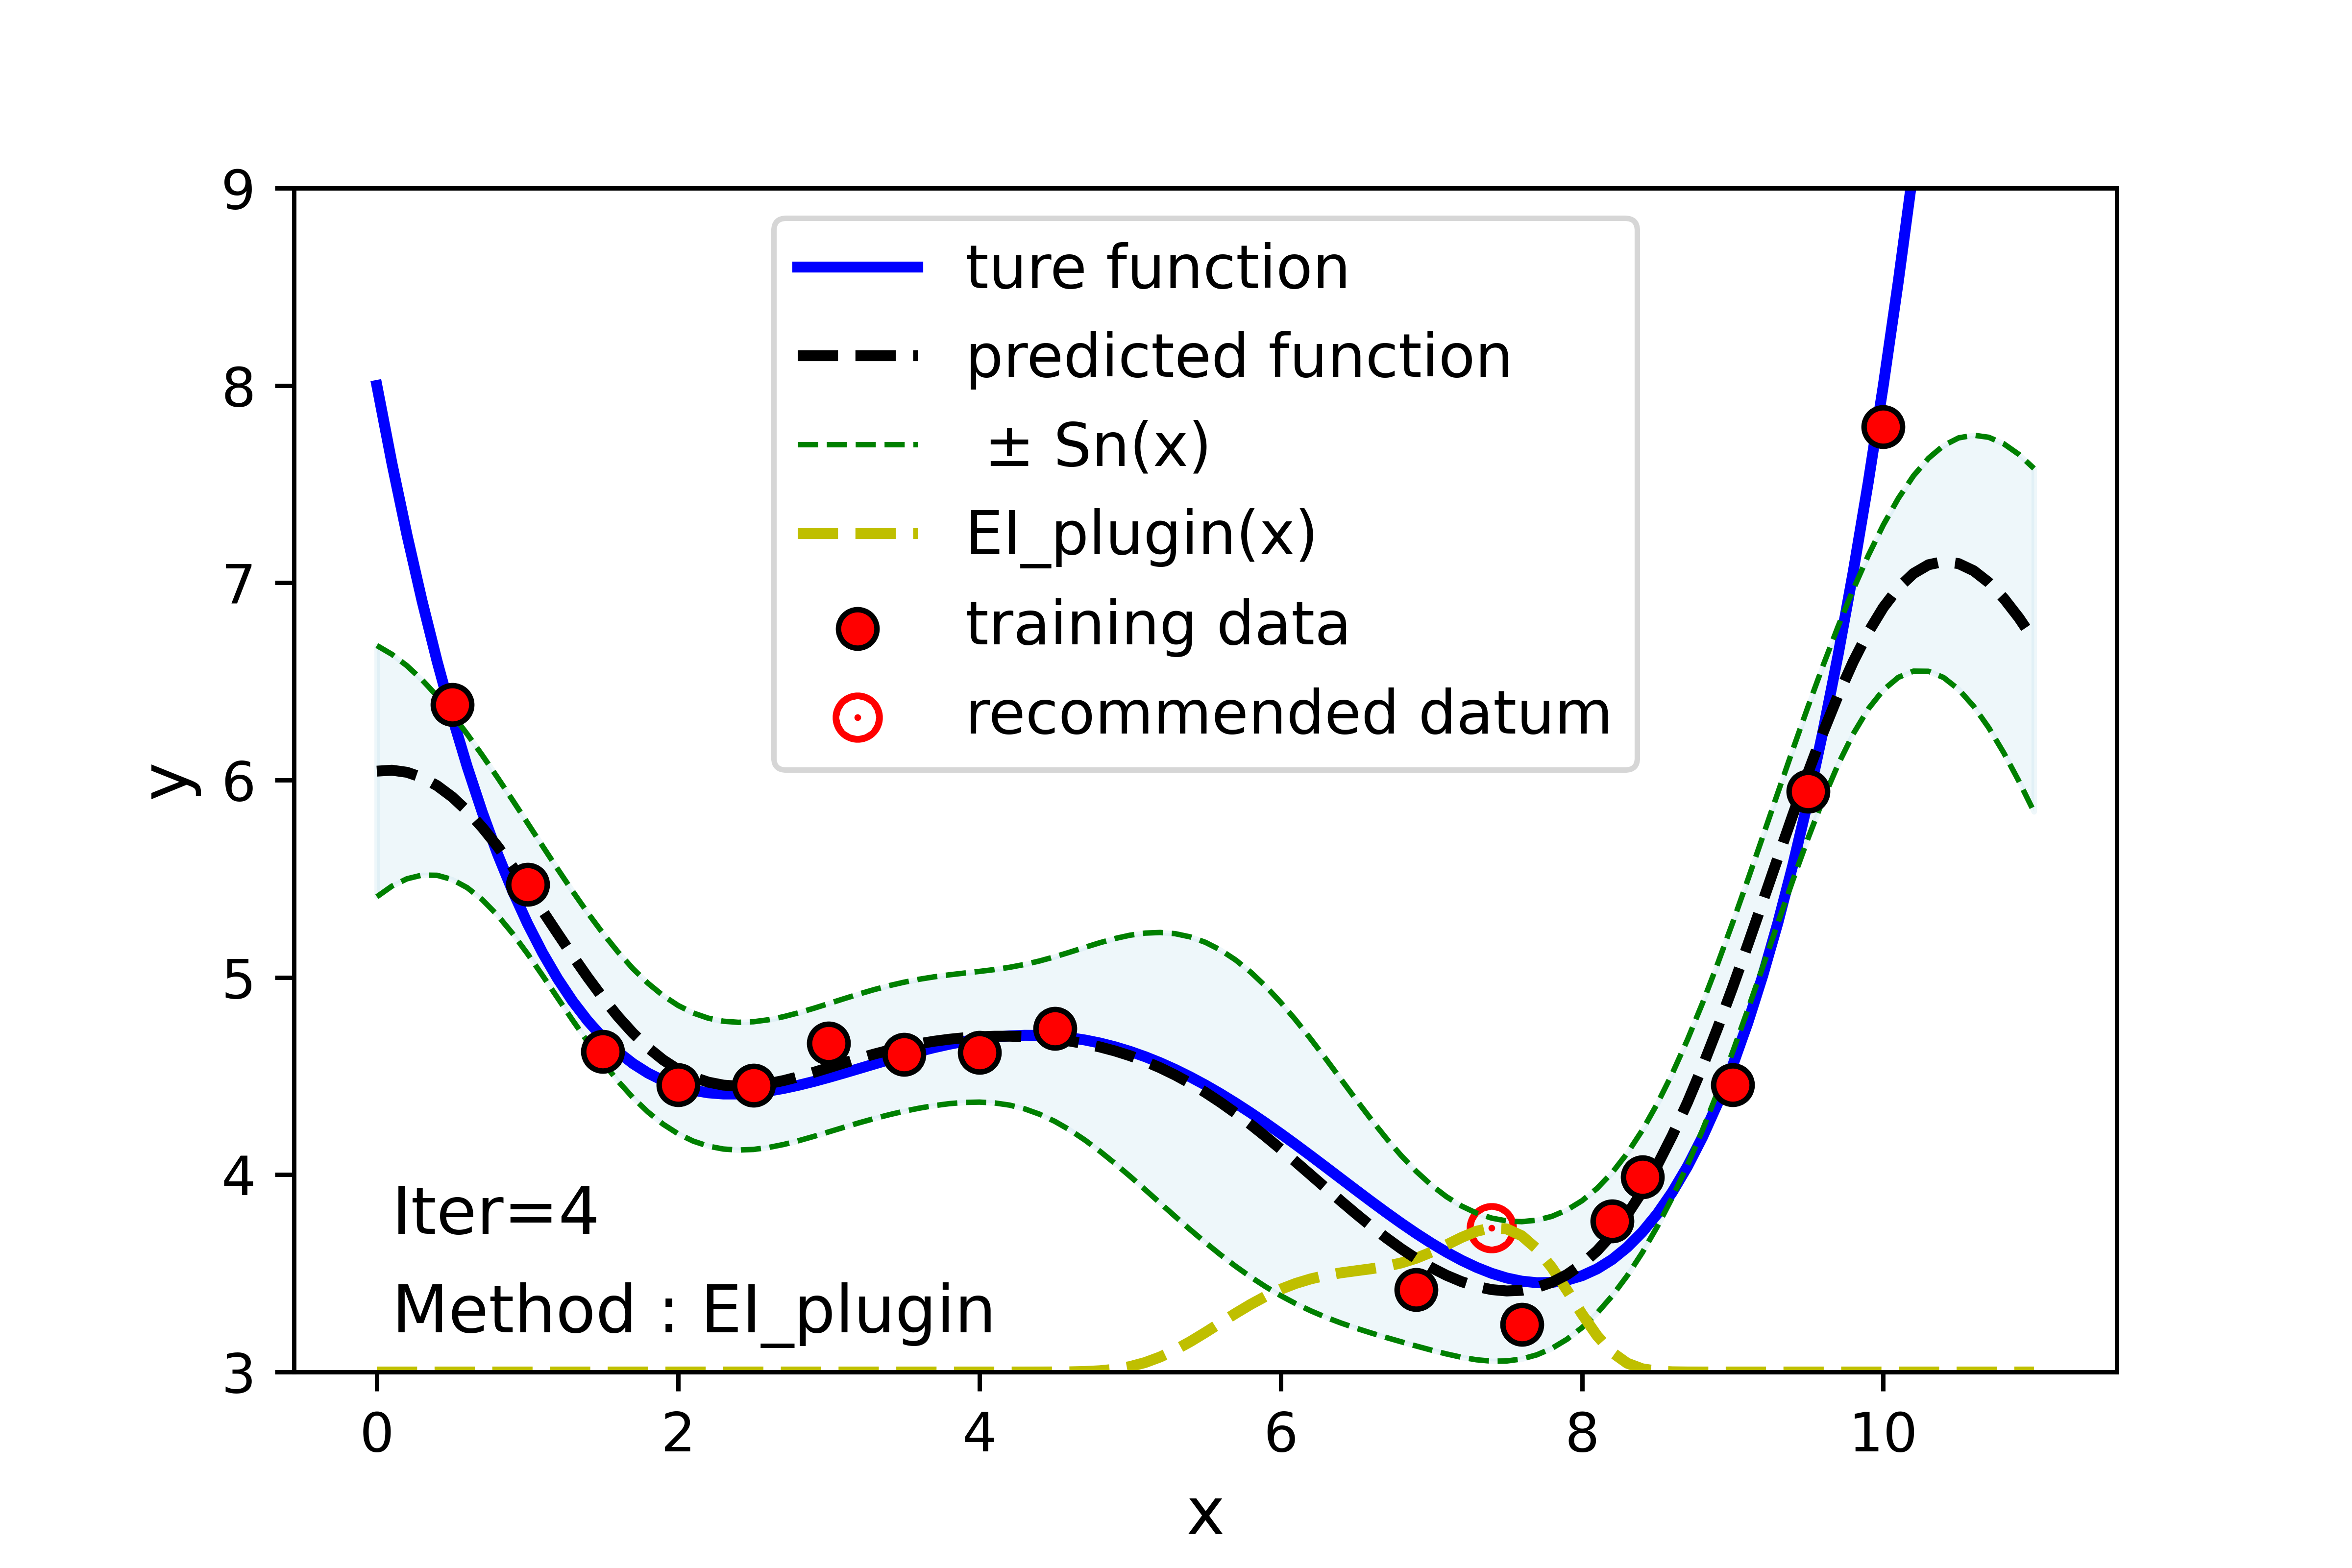 9
8
7
6
5
4
3
y
ture function
predicted function
± Sn(x)
EI_plugin(x)
training data
recommended datum
Iter=4
Method : EI_plugin
0 2 4 6 8 10
x